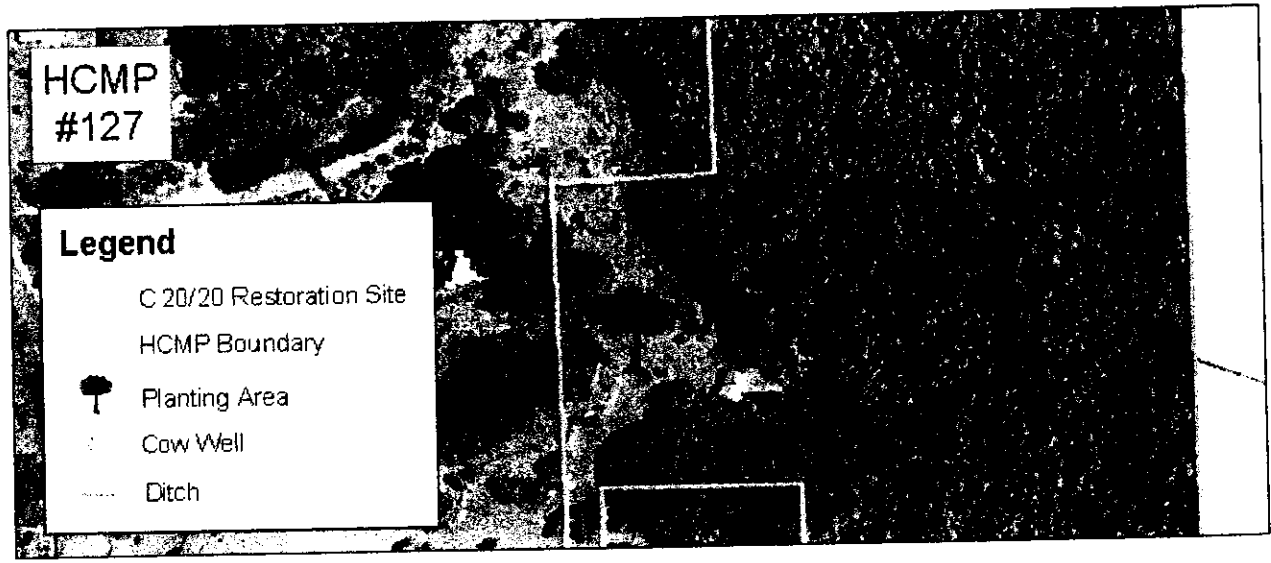 HCMP
#127
Legend
C 20/20 Restoration Site
HCMP Boundary
Planting Area
Cow Well
Ditch